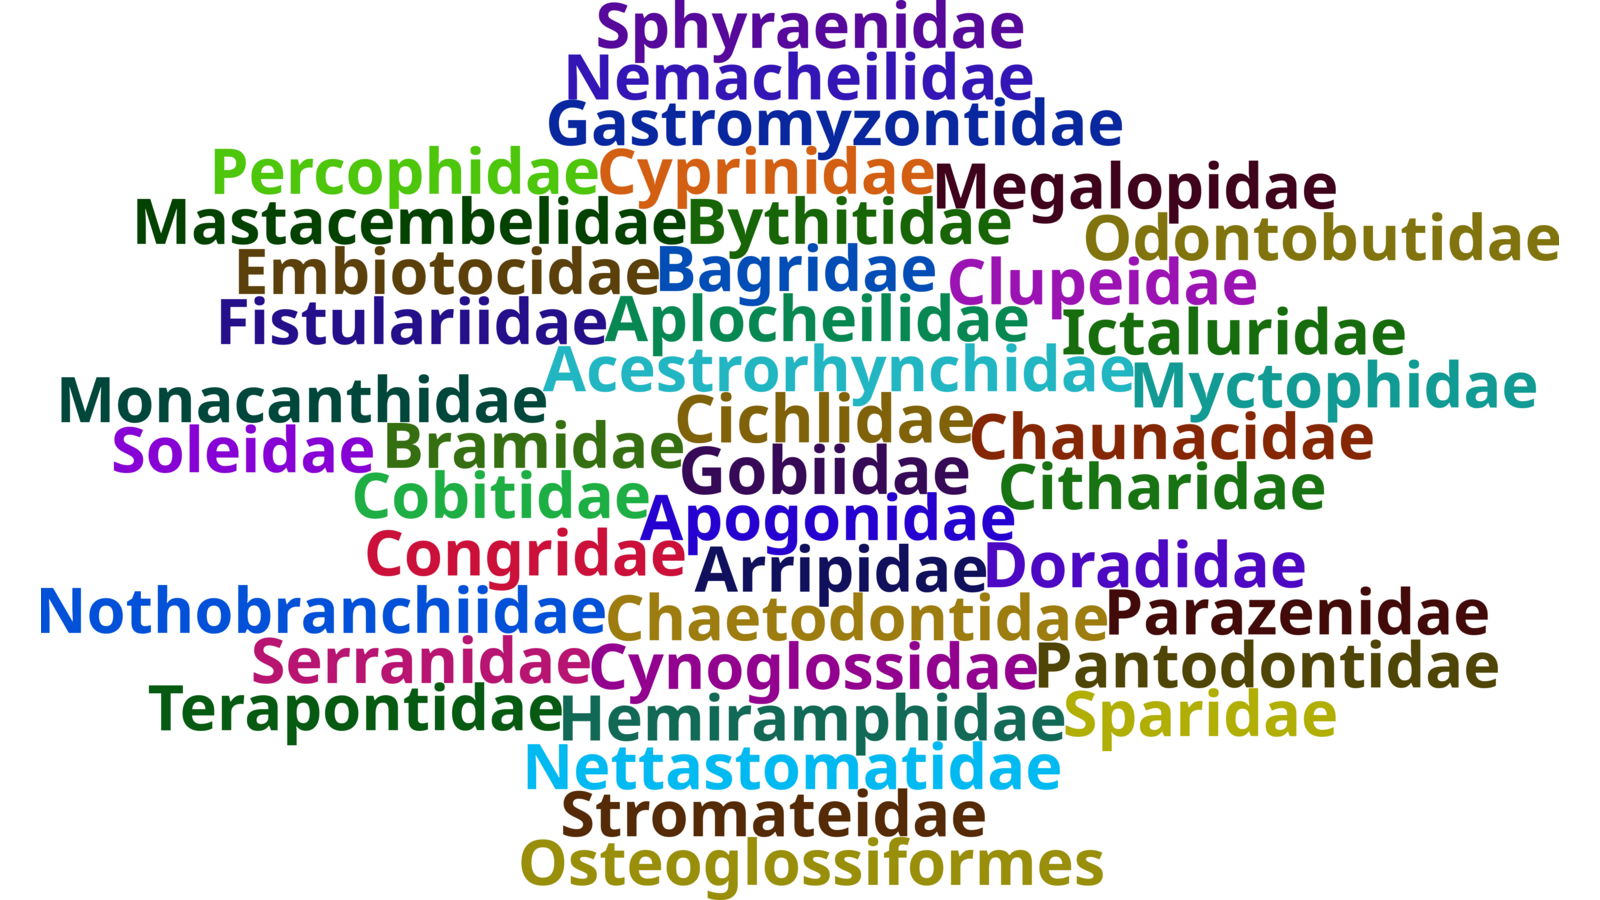 Sphyraenidae
Nemacheilidae
Gastromyzontidae
Percophidae Cyprinidae Megalopidae
Mastacembelidae Bythitidae Odontobutidae
Embiotocidae Bagridae Clupeidae
Fistulariidae Aplocheilidae Ictaluridae
Acestrorhynchidae Myctophidae
Monacanthidae Cichlidae Chaunacidae
Soleidae Bramidae Gobiidae Citharidae
Cobitidae Apogonidae
Congridae Arripidae Doradidae
Nothobranchiidae Chaetodontidae Parazenidae
Serranidae Cynoglossidae Pantodontidae
Terapontidae Hemiramphidae Sparidae
Nettastomatidae
Stromateidae
Osteoglossiformes